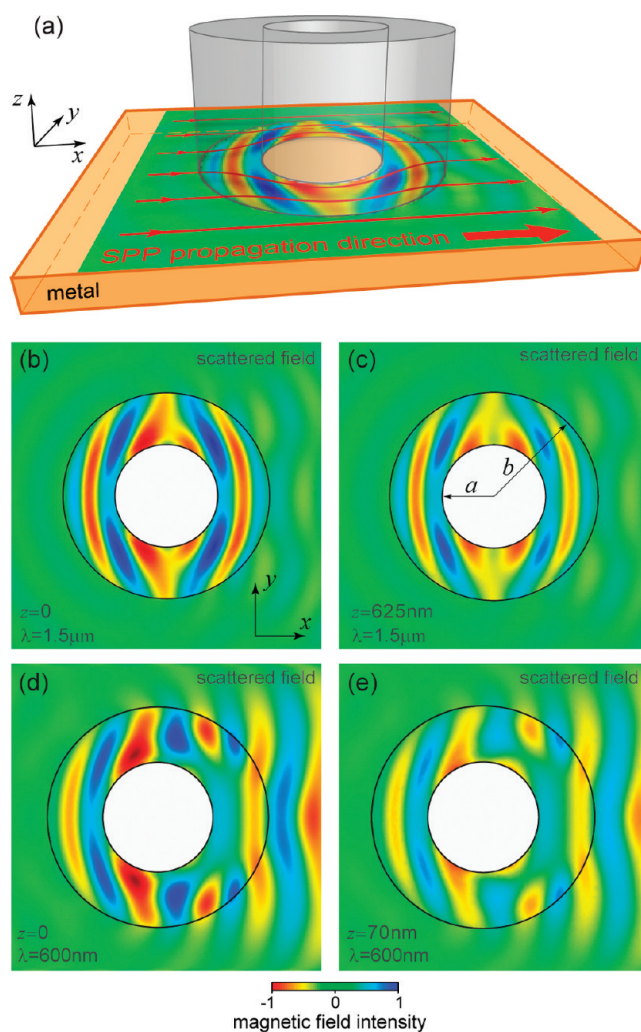 (a)
z
y
x
SPP propagation direction
metal
(b)
scattered field
z=0
λ=1.5μm
y
x
(c)
scattered field
a
b
z=625nm
λ=1.5μm
(d)
scattered field
z=0
λ=600nm
(e)
scattered field
z=70nm
λ=600nm
-1
0
1
magnetic field intensity